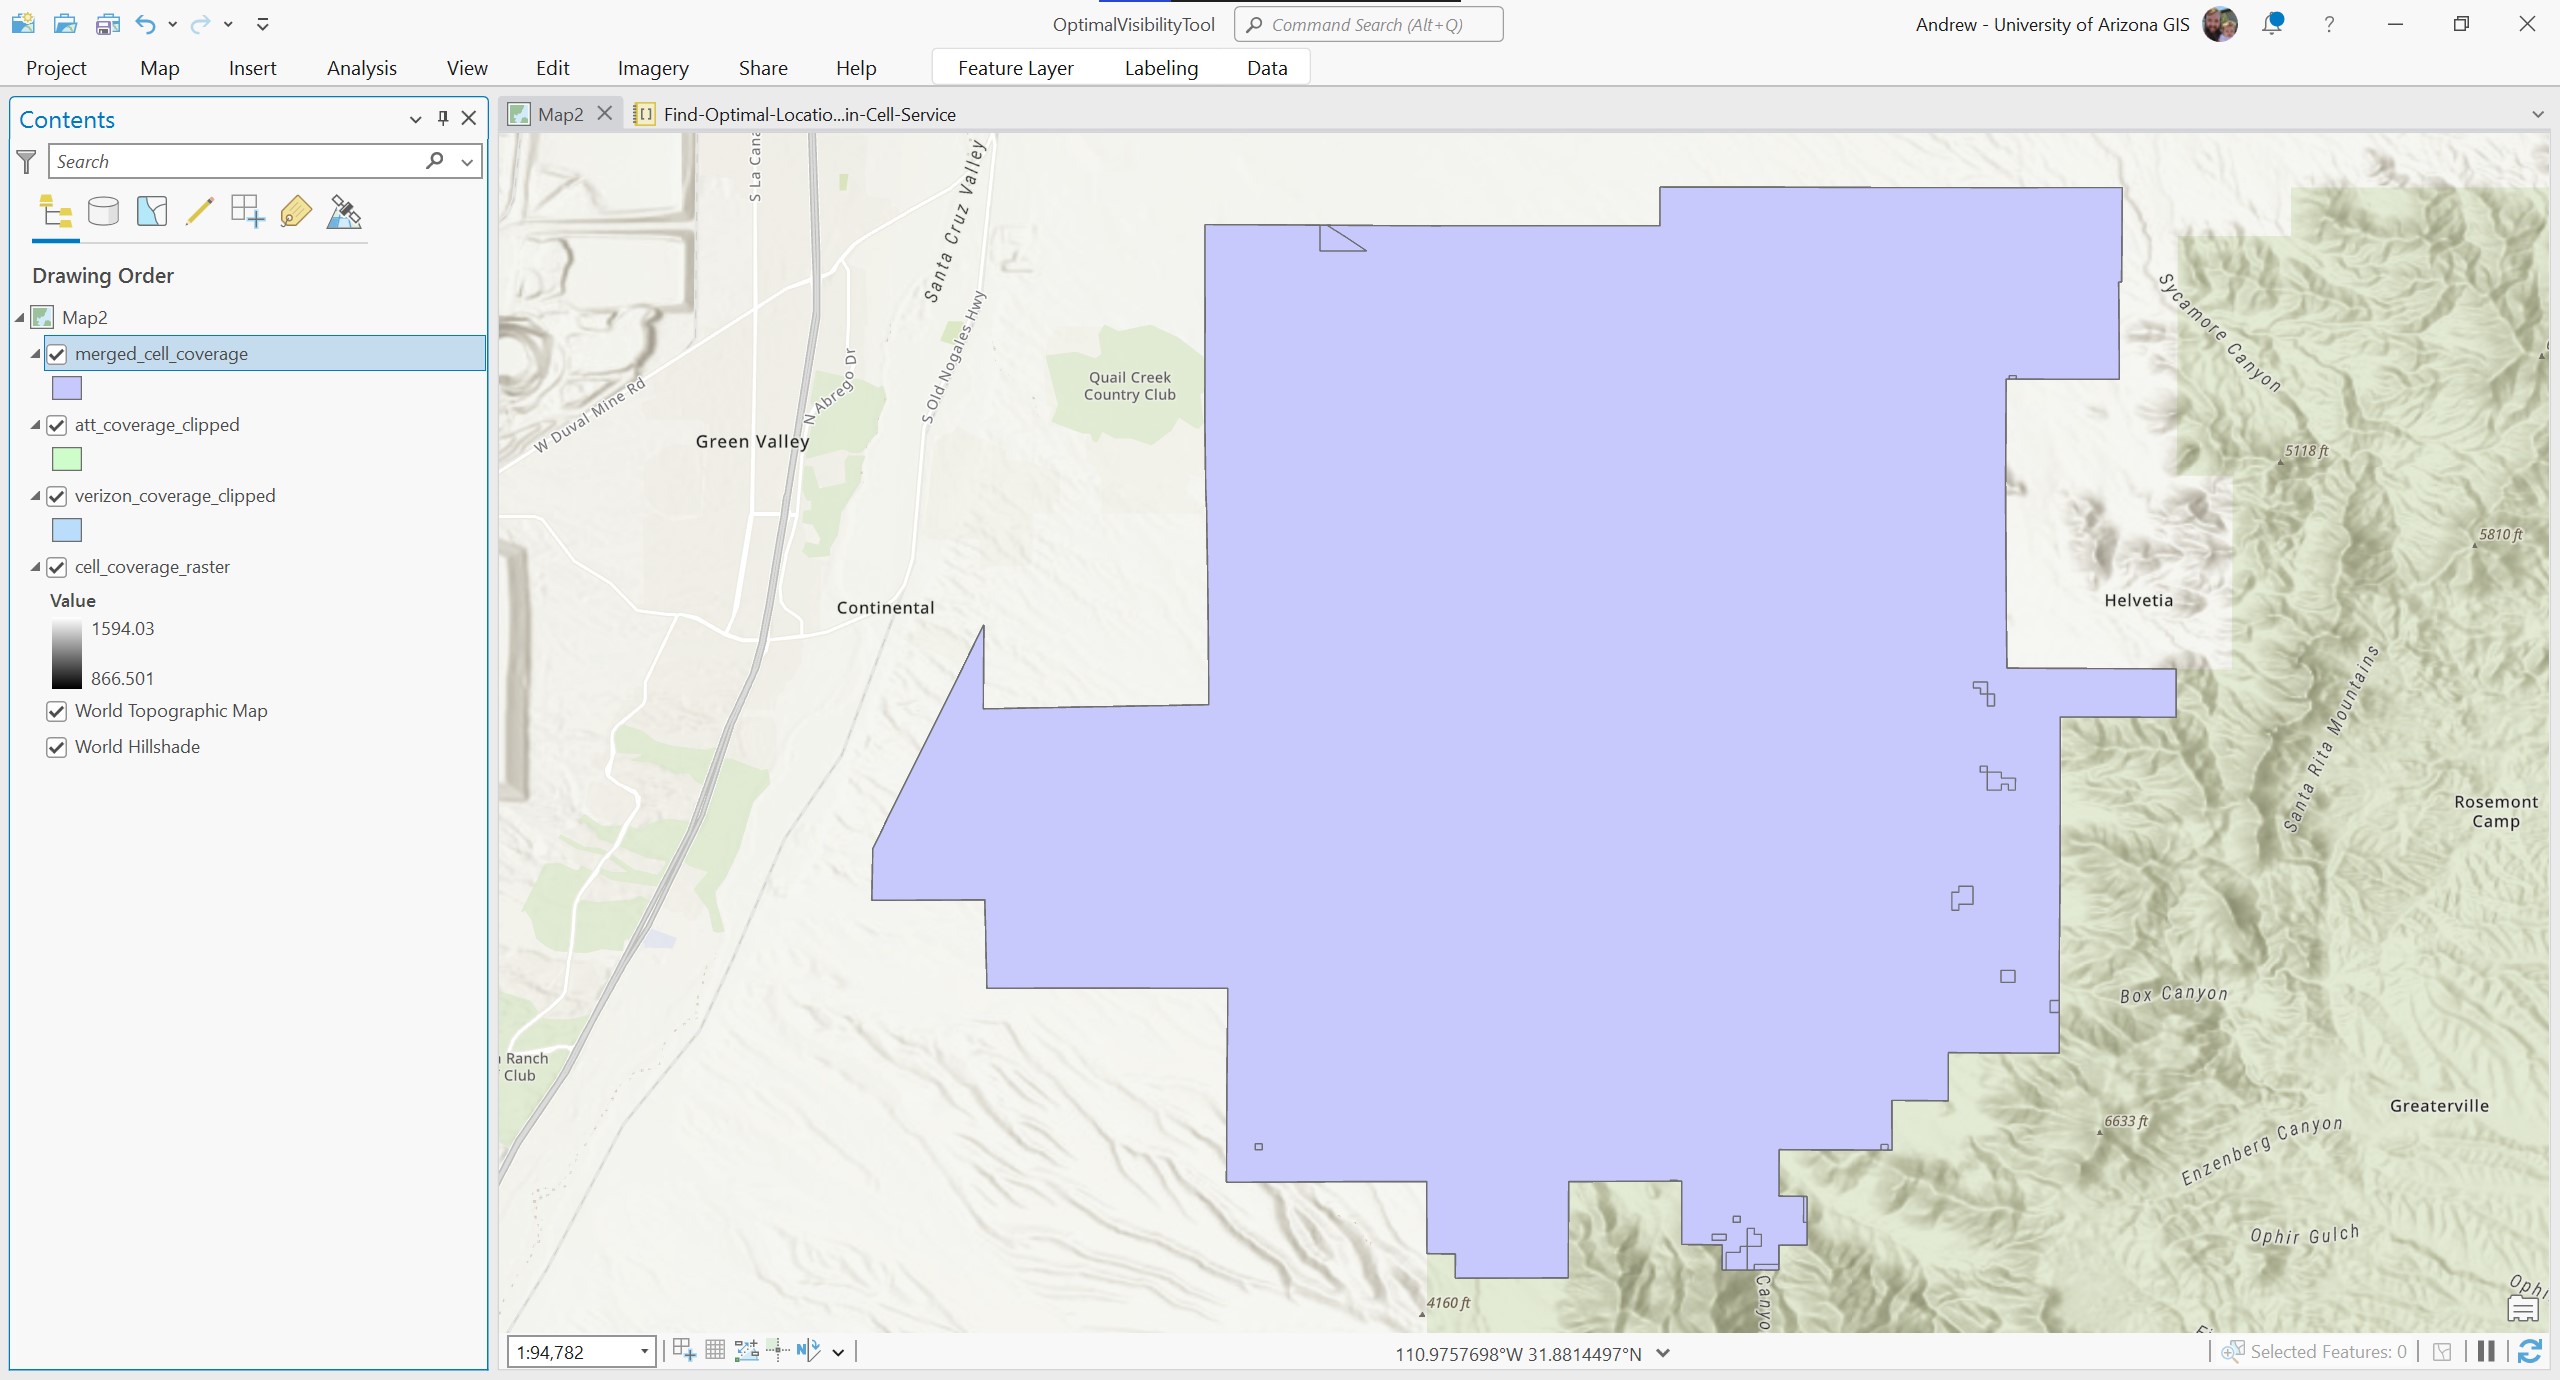 OptimalVisibilityTool
Command Search (Alt+Q)
Andrew - University of Arizona GIS
?
Project
Map
Insert
Analysis
View
Edit
Imagery
Share
Help
Feature Layer
Labeling
Data
Contents
Search
Drawing Order
Map2
merged_cell_coverage
att_coverage_clipped
verizon_coverage_clipped
cell_coverage_raster
Value
1594.03
866.501
World Topographic Map
World Hillshade
Map2
Find-Optimal-Locatio...in-Cell-Service
S La Cana
Santa Cruz Valley
S Old Nogales Hwy
N Abrego Dr
W Duval Mine Rd
Quail Creek
Country Club
Green Valley
Continental
Sycamore Canyon
5118 ft
5810 ft
Helvetia
Santa Rita Mountains
Rosemont
Camp
Box Canyon
Ranch
Club
Greaterville
6633 ft
Enzenberg Canyon
Ophir Gulch
Ophi
4160 ft
Canyo
1:94,782
N
110.9757698°W 31.8814497°N
Selected Features: 0